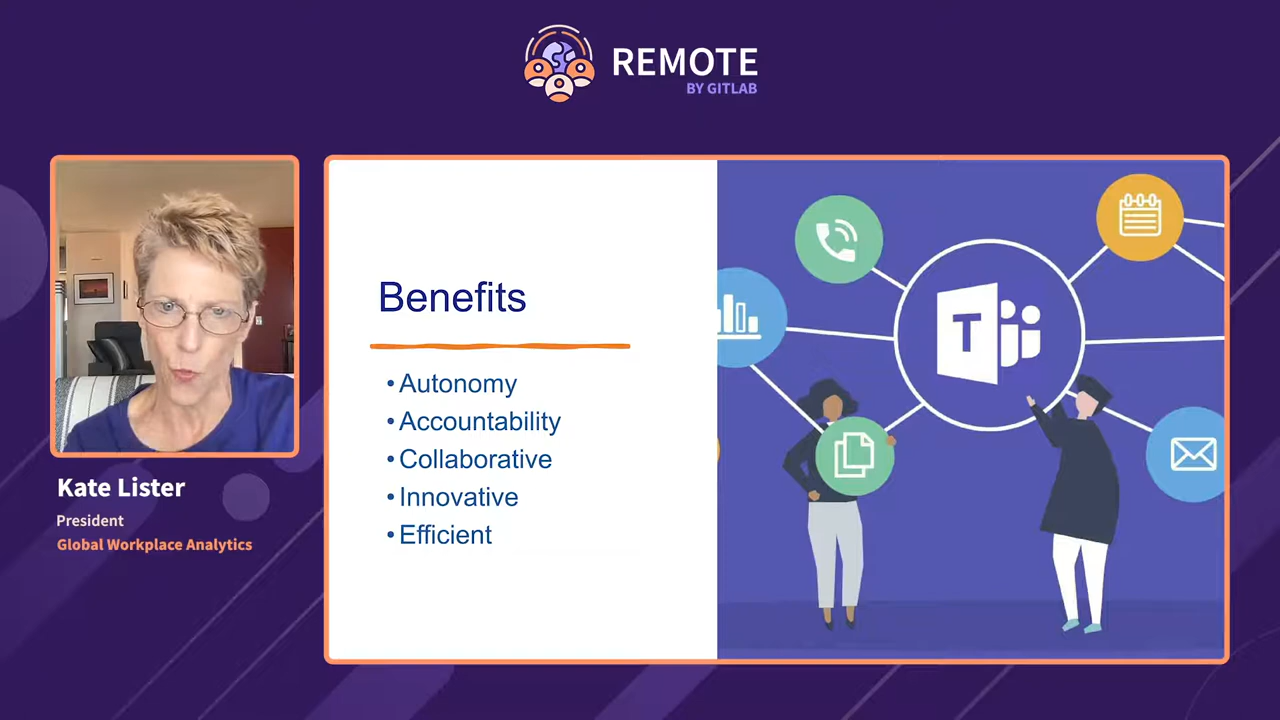 REMOTE
BY GITLAB
Kate Lister
President
Global Workplace Analytics
Benefits
• Autonomy
• Accountability
• Collaborative
• Innovative
• Efficient
T